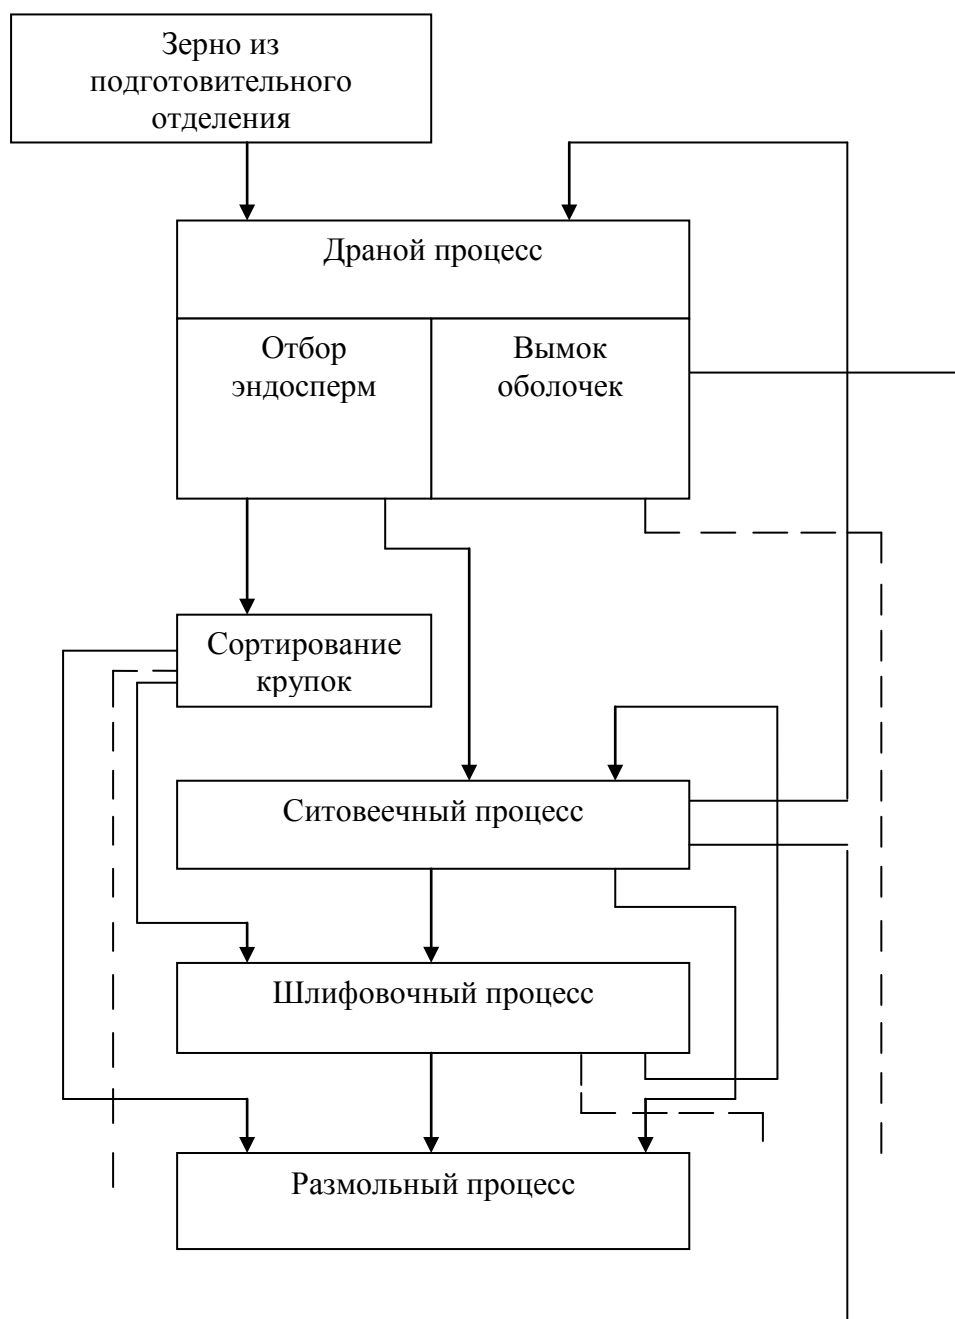 Зерно из
подготовительного
отделения
Драной процесс
Отбор
эндосперм
Вымок
оболочек
Сортирование
крупок
Ситовеечный процесс
Шлифовочный процесс
Размольный процесс